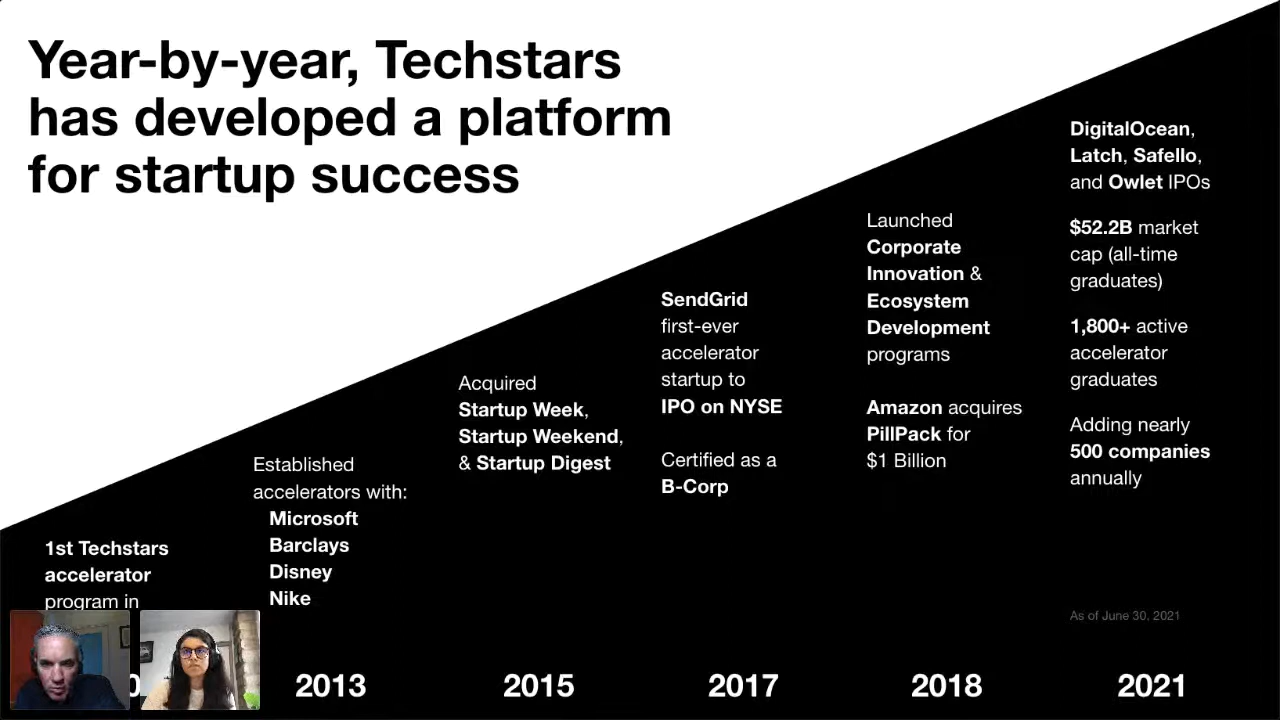 Year-by-year, Techstars
has developed a platform
for startup success
1st Techstars
accelerator
program in
Established
accelerators with:
Microsoft
Barclays
Disney
Nike
2013
Acquired
Startup Week,
Startup Weekend,
& Startup Digest
2015
SendGrid
first-ever
accelerator
startup to
IPO on NYSE
Certified as a
B-Corp
2017
Launched
Corporate
Innovation &
Ecosystem
Development
programs
Amazon acquires
PillPack for
$1 Billion
2018
DigitalOcean,
Latch, Safello,
and Owlet IPOs
$52.2B market
cap (all-time
graduates)
1,800+ active
accelerator
graduates
Adding nearly
500 companies
annually
As of June 30, 2021
2021